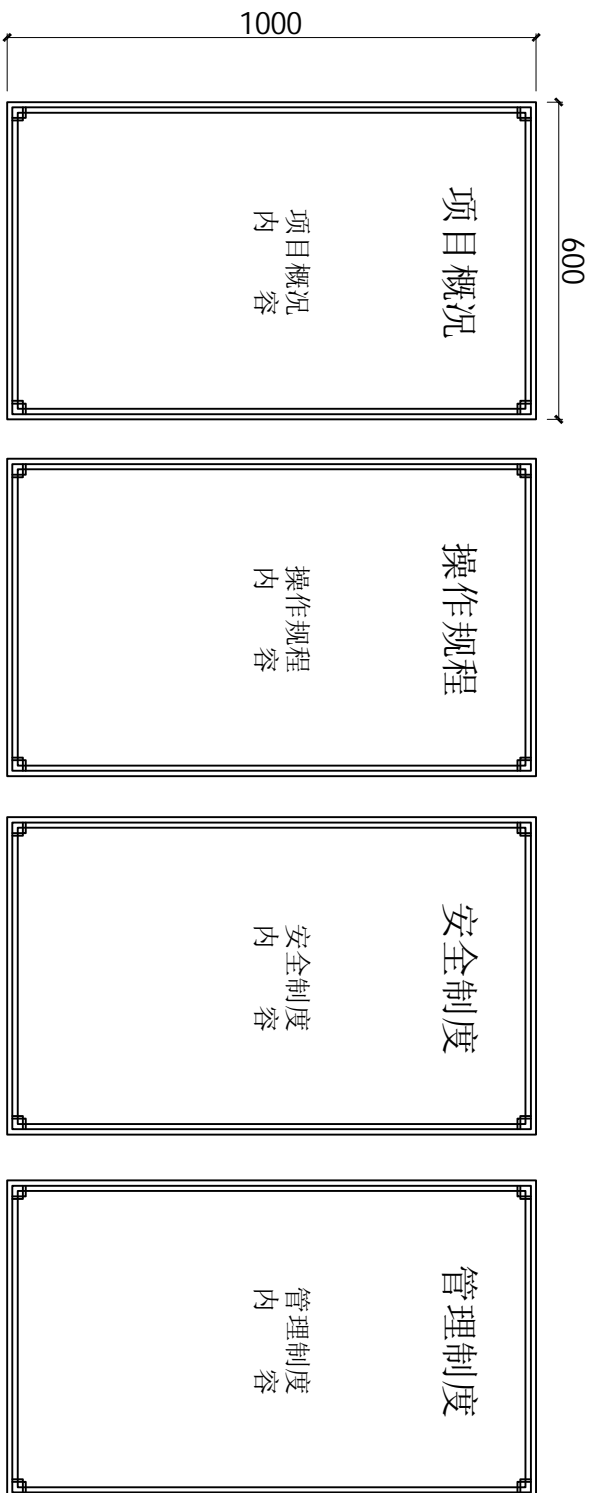 1000
600
项目概况
项目概况
内 容
操作规程
操作规程
内 容
安全制度
安全制度
内 容
管理制度
管理制度
内 容